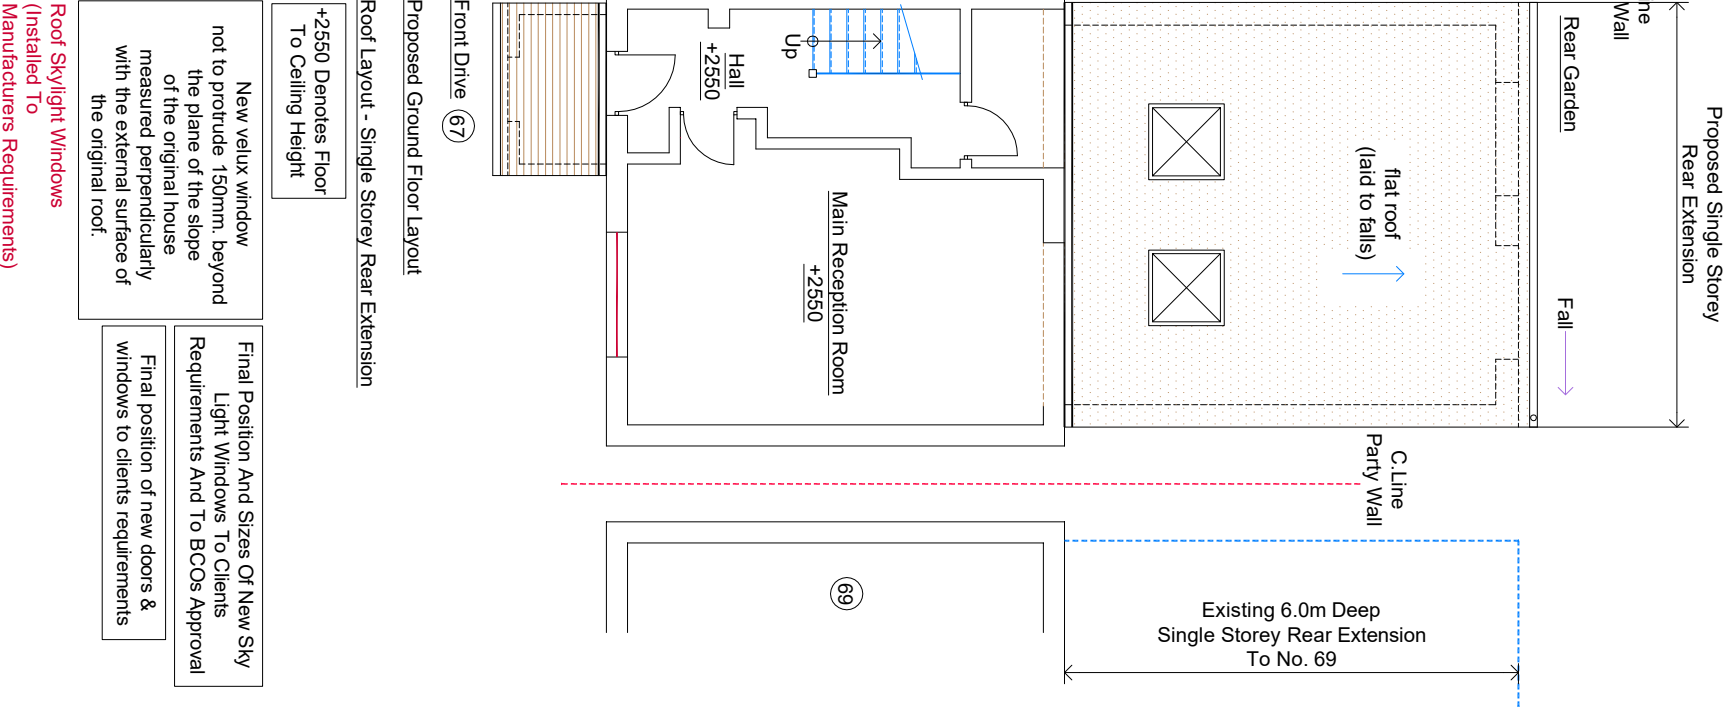 Proposed Single Storey
Rear Extension
Wall
Rear Garden
Fall
flat roof
(laid to falls)
C.Line
Party Wall
Existing 6.0m Deep
Single Storey Rear Extension
To No. 69
69
Main Reception Room
+2550
Up
Hall
+2550
Front Drive
67
Proposed Ground Floor Layout
Roof Layout - Single Storey Rear Extension
+2550 Denotes Floor
To Ceiling Height
New velux window
not to protrude 150mm. beyond
the plane of the slope
of the original house
measured perpendicularly
with the external surface of
the original roof.
Final Position And Sizes Of New Sky
Light Windows To Clients
Requirements And To BCOs Approval
Final position of new doors &
windows to clients requirements
Roof Skylight Windows
(Installed To
Manufacturers Requirements)